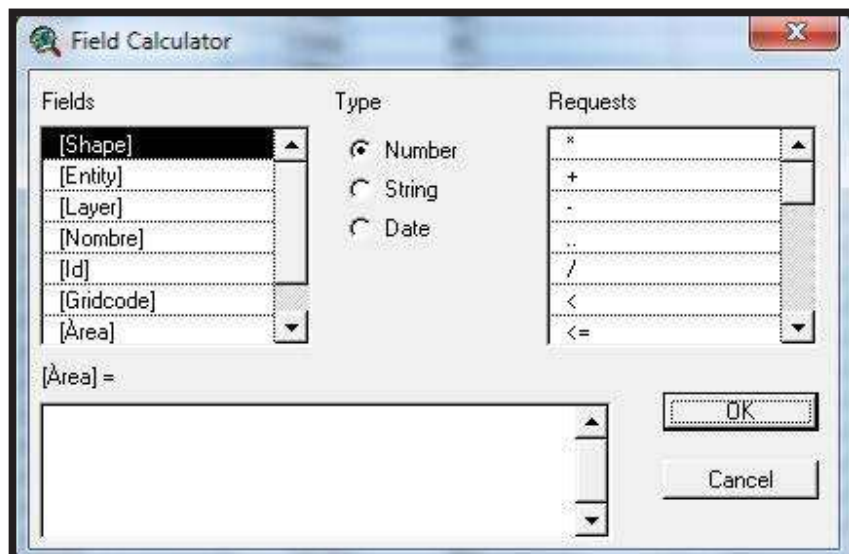 Field Calculator
Fields
Type
Requests
[Shape]
[Entity]
[Layer]
[Nombre]
[Id]
[Gridcode]
[Àrea]
Number
String
Date
*
+
-
..
/
<
<=
[Àrea] =
OK
Cancel